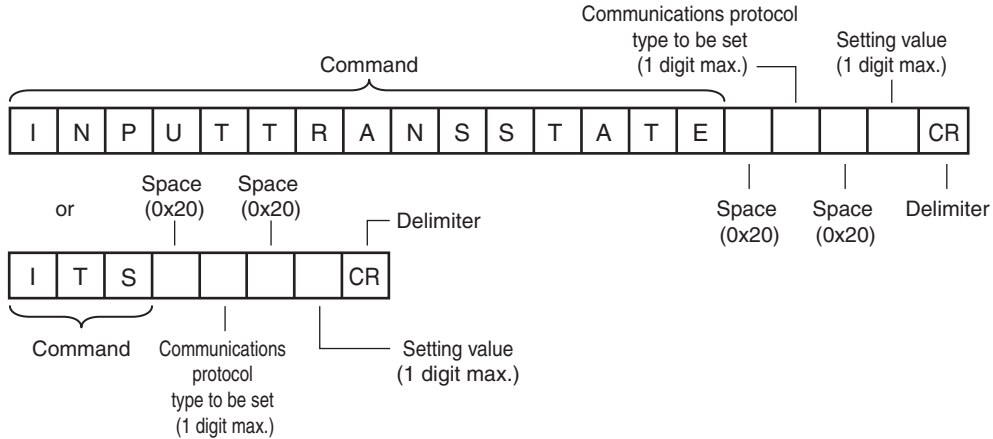 Communications protocol
type to be set
(1 digit max.)
Setting value
(1 digit max.)
Command
I N P U T T R A N S S T A T E CR
Space
(0x20)
Space
(0x20)
Delimiter
or
Space
(0x20)
Space
(0x20)
Delimiter
I T S CR
Command
Communications
protocol
type to be set
(1 digit max.)
Setting value
(1 digit max.)